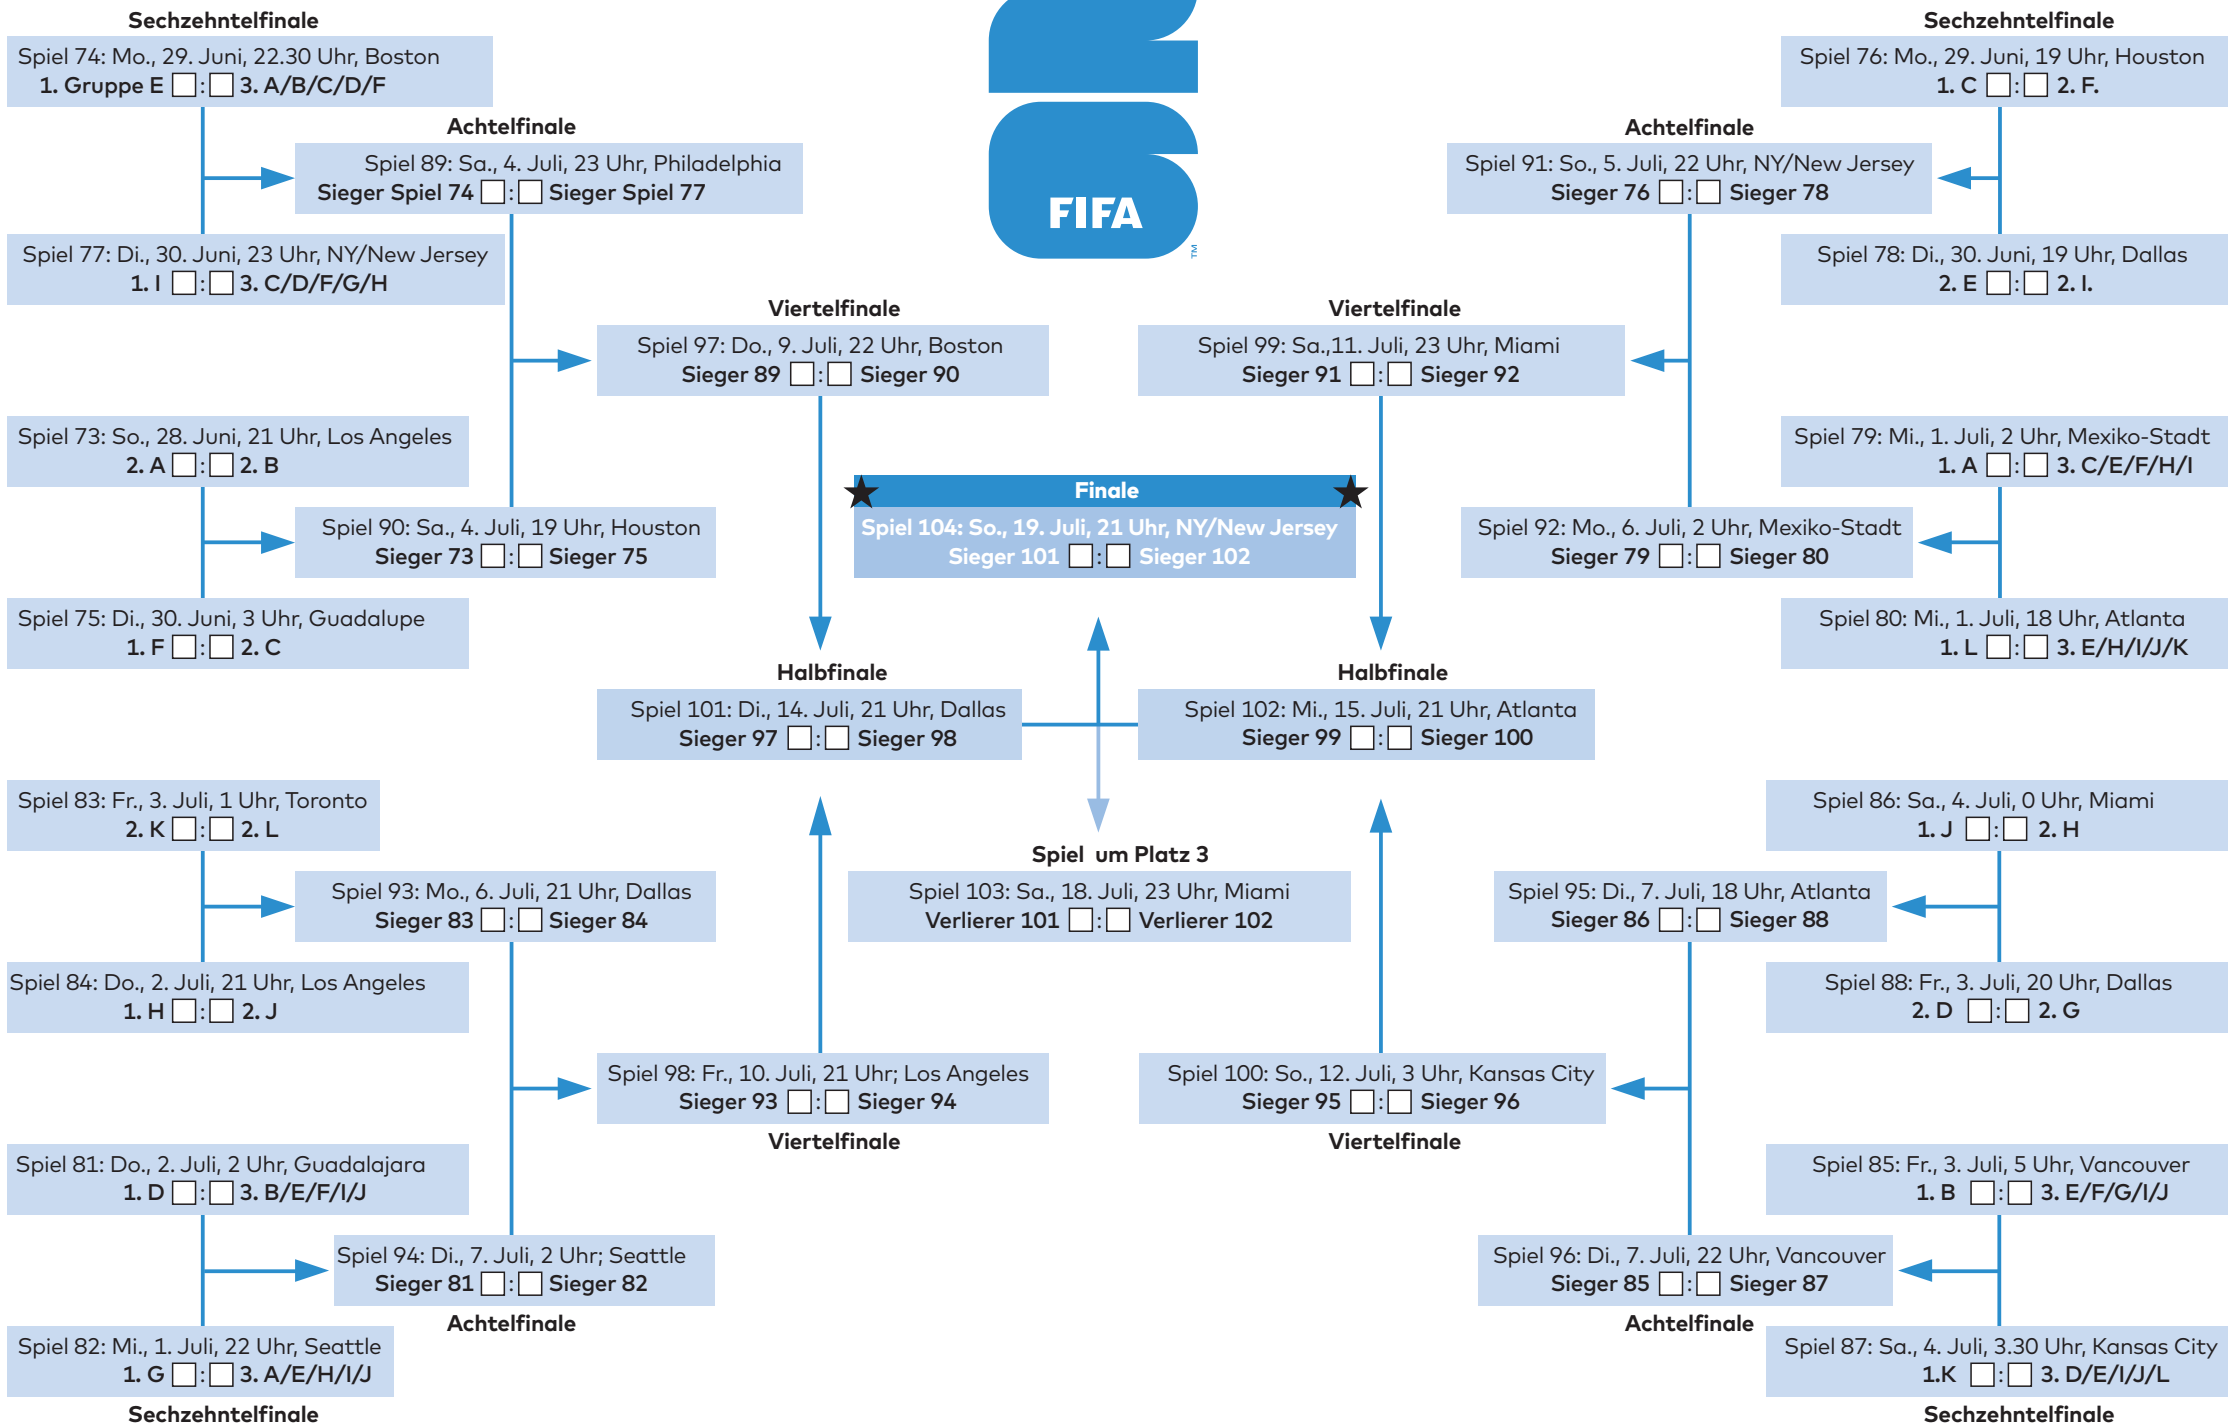 Sechzehntelfinale
Spiel 74: Mo., 29. Juni, 22.30 Uhr, Boston
1. Gruppe E : 3. A/B/C/D/F
Achtelfinale
Spiel 89: Sa., 4. Juli, 23 Uhr, Philadelphia
Sieger Spiel 74 : Sieger Spiel 77
Spiel 77: Di., 30. Juni, 23 Uhr, NY/New Jersey
1. I : 3. C/D/F/G/H
Viertelfinale
Spiel 97: Do., 9. Juli, 22 Uhr, Boston
Sieger 89 : Sieger 90
Spiel 73: So., 28. Juni, 21 Uhr, Los Angeles
2. A : 2. B
Spiel 90: Sa., 4. Juli, 19 Uhr, Houston
Sieger 73 : Sieger 75
Spiel 75: Di., 30. Juni, 3 Uhr, Guadalupe
1. F : 2. C
Halbfinale
Spiel 101: Di., 14. Juli, 21 Uhr, Dallas
Sieger 97 : Sieger 98
Spiel 83: Fr., 3. Juli, 1 Uhr, Toronto
2. K : 2. L
Spiel 93: Mo., 6. Juli, 21 Uhr, Dallas
Sieger 83 : Sieger 84
Spiel 84: Do., 2. Juli, 21 Uhr, Los Angeles
1. H : 2. J
Spiel 98: Fr., 10. Juli, 21 Uhr; Los Angeles
Sieger 93 : Sieger 94
Viertelfinale
Spiel 81: Do., 2. Juli, 2 Uhr, Guadalajara
1. D : 3. B/E/F/I/J
Spiel 94: Di., 7. Juli, 2 Uhr; Seattle
Sieger 81 : Sieger 82
Achtelfinale
Spiel 82: Mi., 1. Juli, 22 Uhr, Seattle
1. G : 3. A/E/H/I/J
Sechzehntelfinale
FIFA
TM
Finale
Spiel 104: So., 19. Juli, 21 Uhr, NY/New Jersey
Sieger 101 : Sieger 102
Spiel um Platz 3
Spiel 103: Sa., 18. Juli, 23 Uhr, Miami
Verlierer 101 : Verlierer 102
Sechzehntelfinale
Spiel 76: Mo., 29. Juni, 19 Uhr, Houston
1. C : 2. F.
Achtelfinale
Spiel 91: So., 5. Juli, 22 Uhr, NY/New Jersey
Sieger 76 : Sieger 78
Spiel 78: Di., 30. Juni, 19 Uhr, Dallas
2. E : 2. I.
Viertelfinale
Spiel 99: Sa.,11. Juli, 23 Uhr, Miami
Sieger 91 : Sieger 92
Spiel 79: Mi., 1. Juli, 2 Uhr, Mexiko-Stadt
1. A : 3. C/E/F/H/I
Spiel 92: Mo., 6. Juli, 2 Uhr, Mexiko-Stadt
Sieger 79 : Sieger 80
Spiel 80: Mi., 1. Juli, 18 Uhr, Atlanta
1. L : 3. E/H/I/J/K
Halbfinale
Spiel 102: Mi., 15. Juli, 21 Uhr, Atlanta
Sieger 99 : Sieger 100
Spiel 86: Sa., 4. Juli, 0 Uhr, Miami
1. J : 2. H
Spiel 95: Di., 7. Juli, 18 Uhr, Atlanta
Sieger 86 : Sieger 88
Spiel 88: Fr., 3. Juli, 20 Uhr, Dallas
2. D : 2. G
Spiel 100: So., 12. Juli, 3 Uhr, Kansas City
Sieger 95 : Sieger 96
Viertelfinale
Spiel 85: Fr., 3. Juli, 5 Uhr, Vancouver
1. B : 3. E/F/G/I/J
Spiel 96: Di., 7. Juli, 22 Uhr, Vancouver
Sieger 85 : Sieger 87
Achtelfinale
Spiel 87: Sa., 4. Juli, 3.30 Uhr, Kansas City
1.K : 3. D/E/I/J/L
Sechzehntelfinale